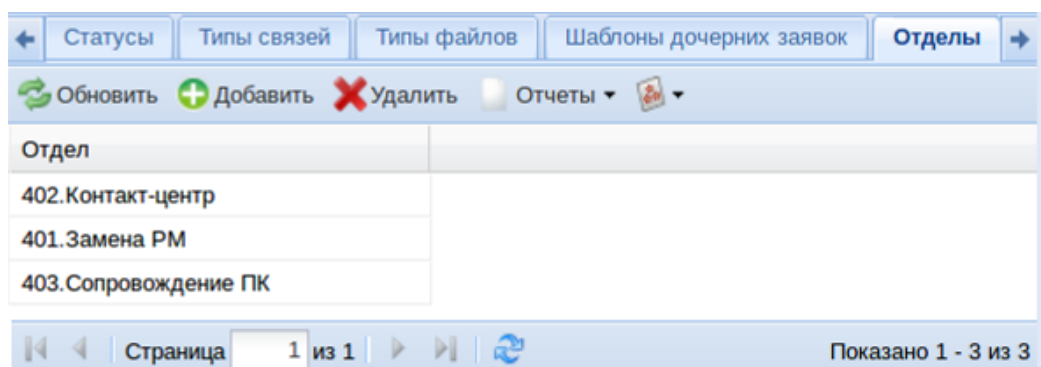 Статусы Типы связей Типы файлов Шаблоны дочерних заявок Отделы
Обновить Добавить Удалить Отчеты
Отдел
402.Контакт-центр
401.Замена РМ
403.Сопровождение ПК
Страница 1 из 1 Показано 1 - 3 из 3